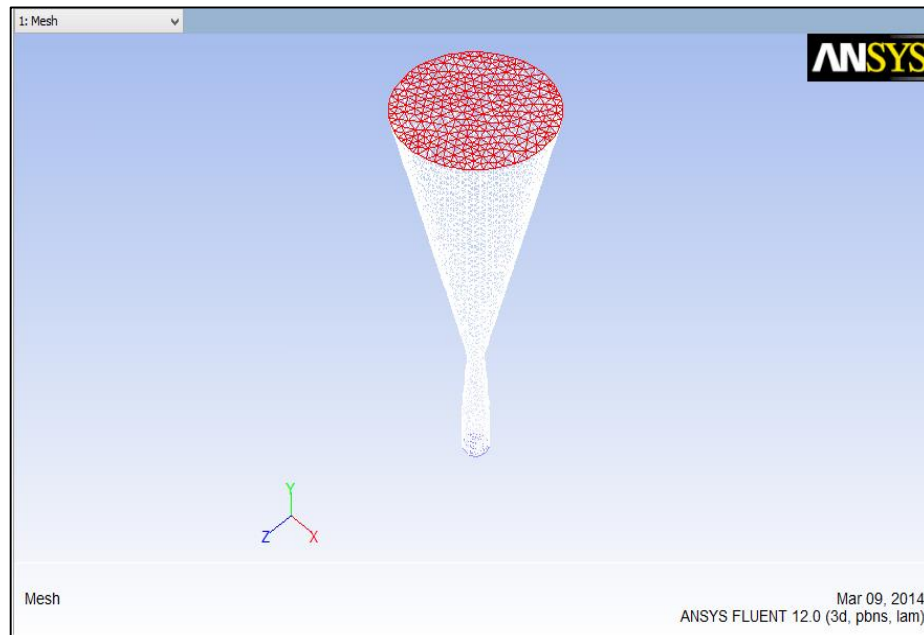 1: Mesh
ANSYS
Y
Z
X
Mesh
Mar 09, 2014
ANSYS FLUENT 12.0 (3d, pbns, lam)